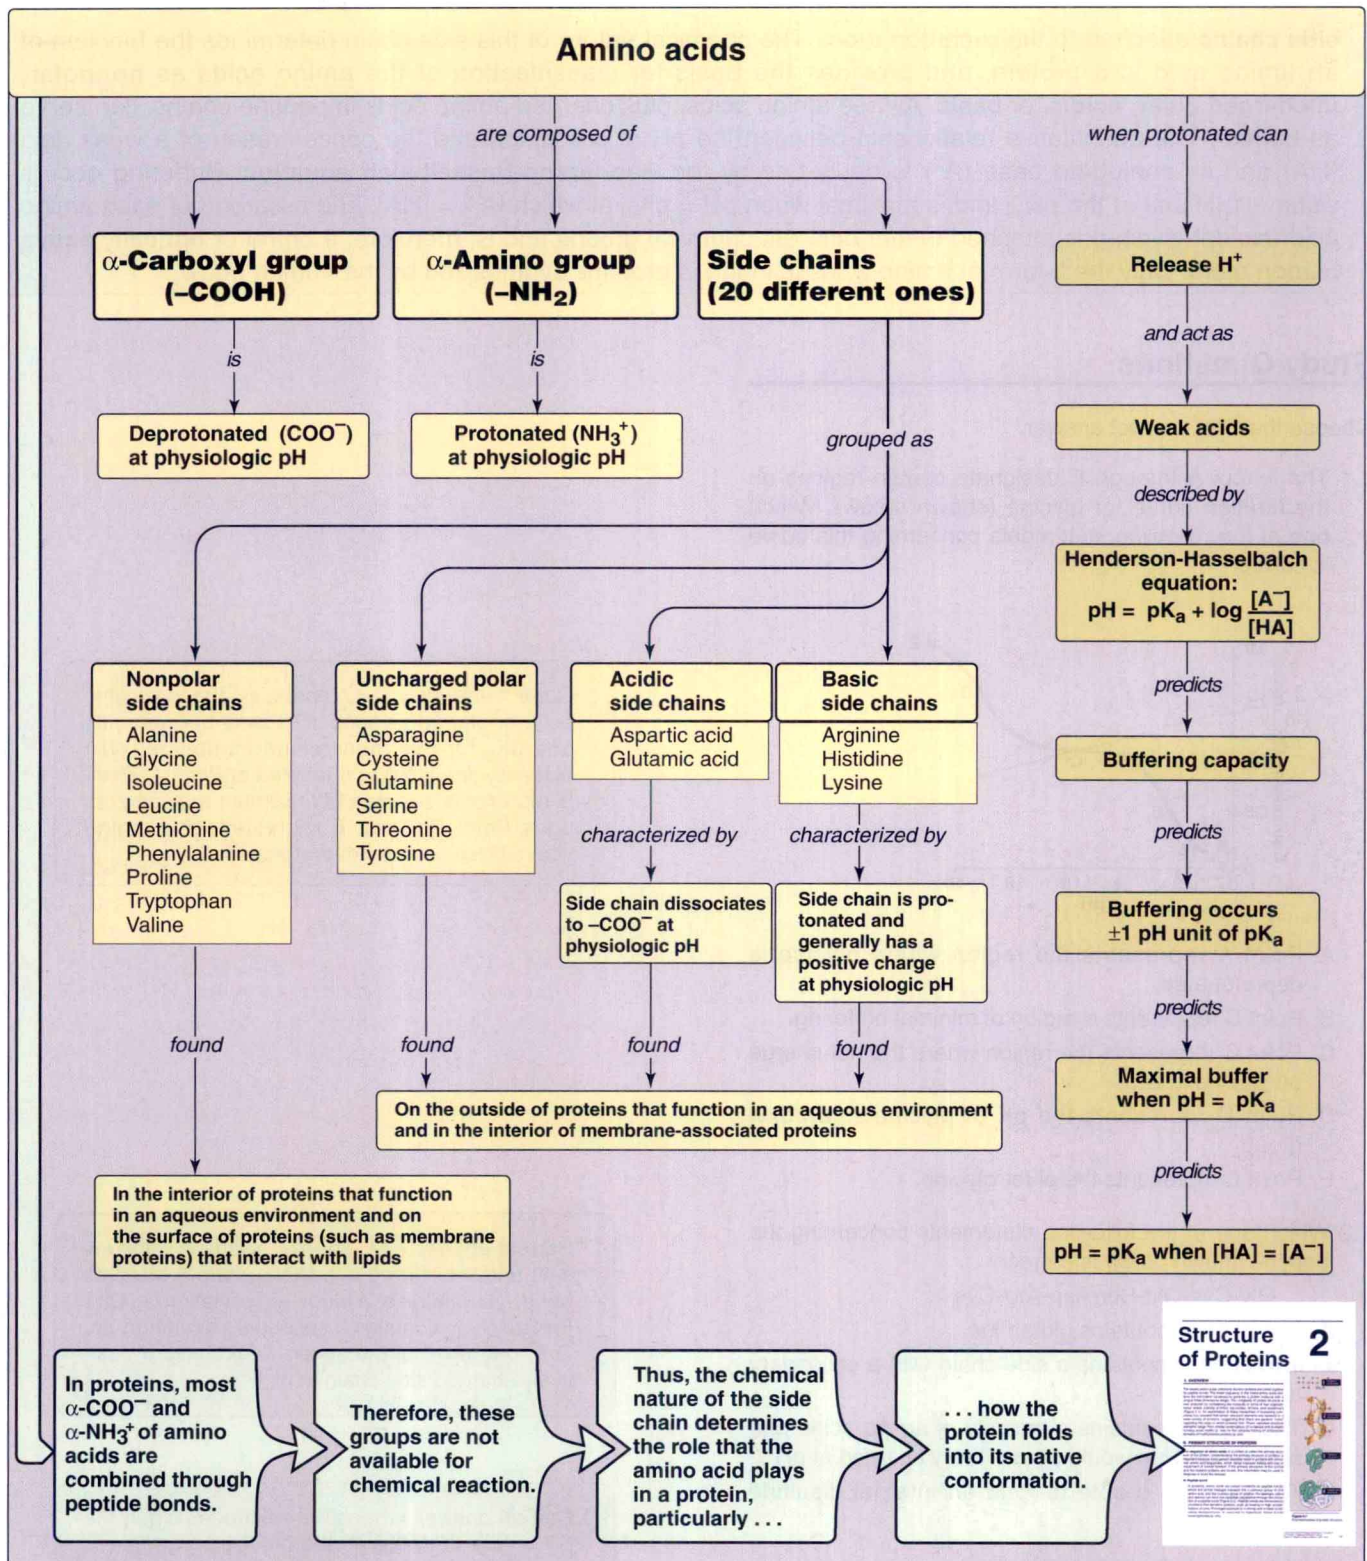 Amino acids
are composed of
when protonated can
α-Carboxyl group
(–COOH)
α-Amino group
(–NH₂)
Side chains
(20 different ones)
Release H⁺
is
is
and act as
Deprotonated (COO⁻)
at physiologic pH
Protonated (NH₃⁺)
at physiologic pH
grouped as
Weak acids
described by
Henderson-Hasselbalch
equation:
pH = pKₐ + log [A⁻]
[HA]
predicts
Nonpolar
side chains
Alanine
Glycine
Isoleucine
Leucine
Methionine
Phenylalanine
Proline
Tryptophan
Valine
Uncharged polar
side chains
Asparagine
Cysteine
Glutamine
Serine
Threonine
Tyrosine
Acidic
side chains
Aspartic acid
Glutamic acid
Basic
side chains
Arginine
Histidine
Lysine
Buffering capacity
characterized by
characterized by
predicts
Side chain dissociates
to –COO⁻ at
physiologic pH
Side chain is pro-
tonated and
generally has a
positive charge
at physiologic pH
Buffering occurs
±1 pH unit of pKₐ
predicts
found
found
found
found
On the outside of proteins that function in an aqueous environment
and in the interior of membrane-associated proteins
Maximal buffer
when pH = pKₐ
predicts
In the interior of proteins that function
in an aqueous environment and on
the surface of proteins (such as membrane
proteins) that interact with lipids
pH = pKₐ when [HA] = [A⁻]
In proteins, most
α-COO⁻ and
α-NH₃⁺ of amino
acids are
combined through
peptide bonds.
Therefore, these
groups are not
available for
chemical reaction.
Thus, the chemical
nature of the side
chain determines
the role that the
amino acid plays
in a protein,
particularly . . .
. . . how the
protein folds
into its native
conformation.
Structure
of Proteins 2